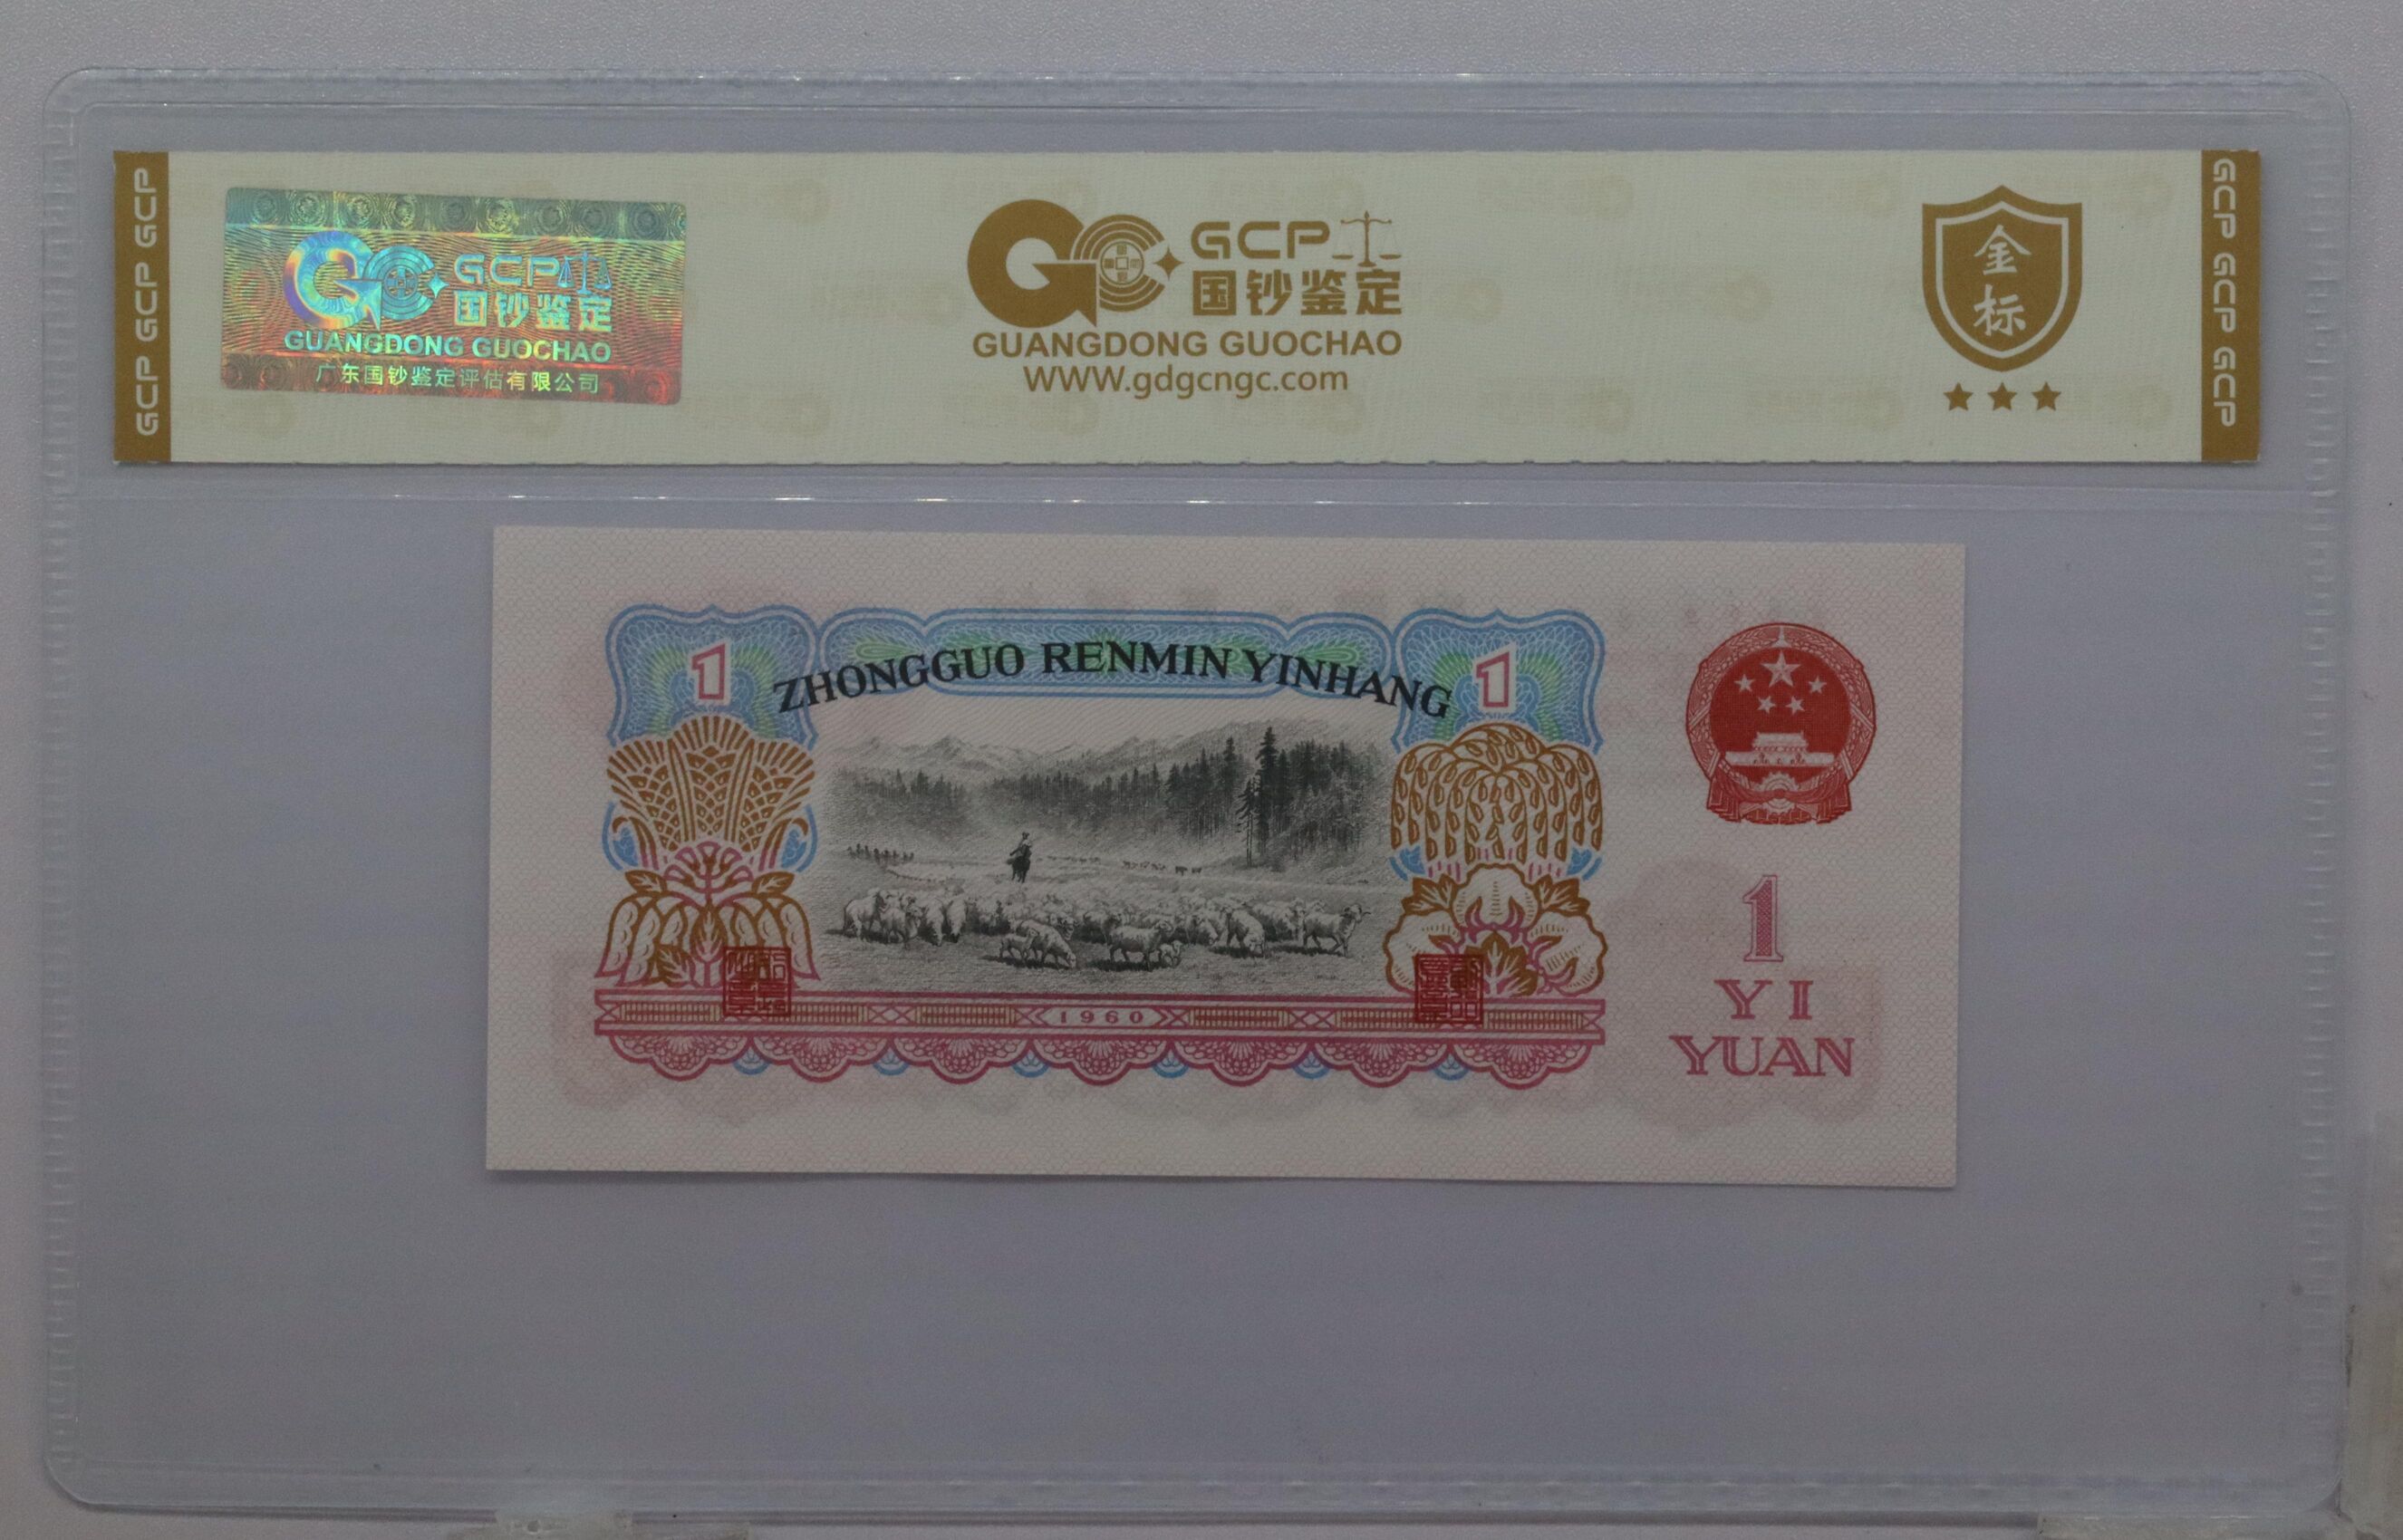 GCP GCP GCP
GCP
国钞鉴定
GUANGDONG GUOCHAO
广东国钞鉴定评估有限公司
GCP
国钞鉴定
GUANGDONG GUOCHAO
WWW.gdgcngc.com
金
标
GCP GCP GCP
1
ZHONGGUO RENMIN YINHANG
1
1960
1
YI
YUAN